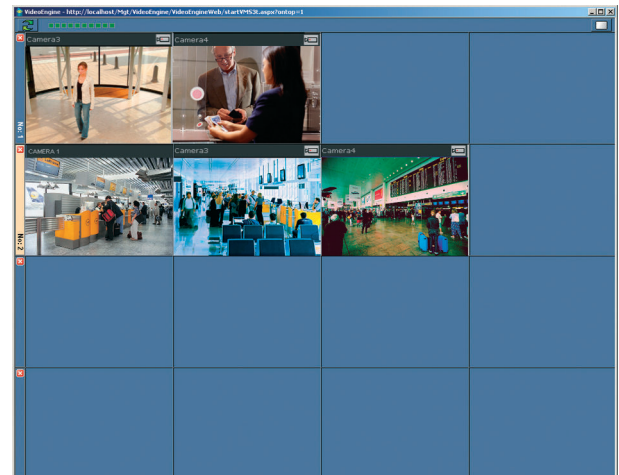 VideoEngine - http://localhost/Mgt/VideoEngine/VideoEngineWeb/startVMS3I.aspx?ontop=1
Camera3
Camera4
No: 1
CAMERA 1
Camera3
Camera4
No: 2